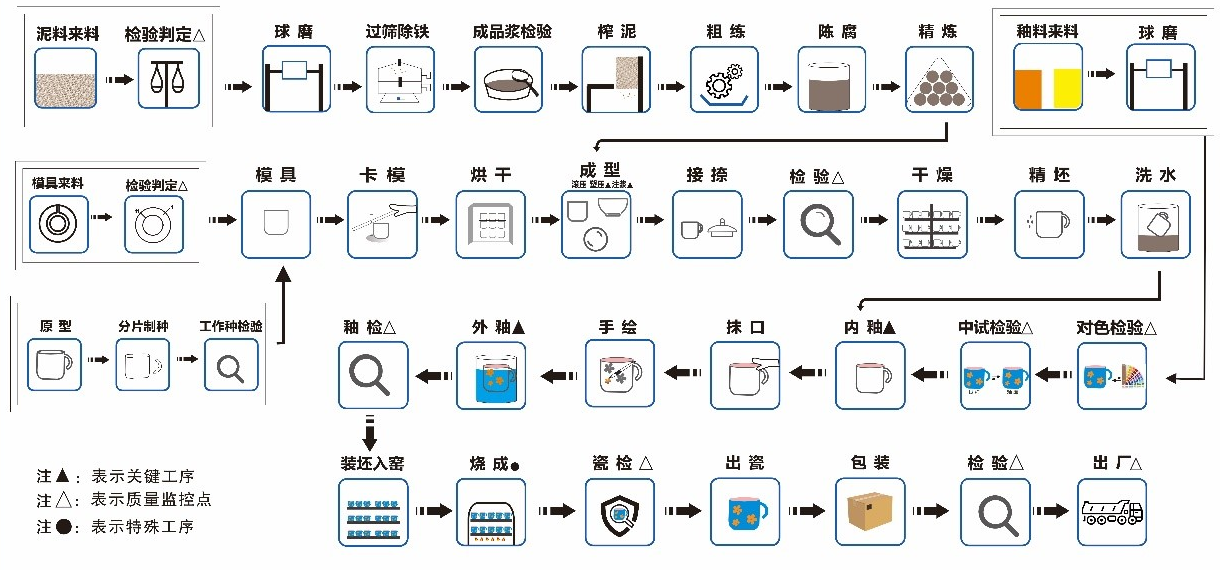 泥料来料 检验判定△ 球 磨 过筛除铁 成品浆检验 榨 泥 粗 练 陈 腐 精 炼 釉料来料 球 磨
模具来料 检验判定△ 模 具 卡 模 烘 干 成 型 接 捺 检 验△ 干 燥 精 坯 洗 水
滚压 塑压▲注浆▲
原 型 分片制种 工作种检验 釉 检△ 外 釉▲ 手 绘 抹 口 内 釉▲ 中试检验△ 对色检验△
装坯入窑 烧 成● 瓷 检 △ 出 瓷 包 装 检 验△ 出 厂△
注▲：表示关键工序
注△：表示质量监控点
注●：表示特殊工序